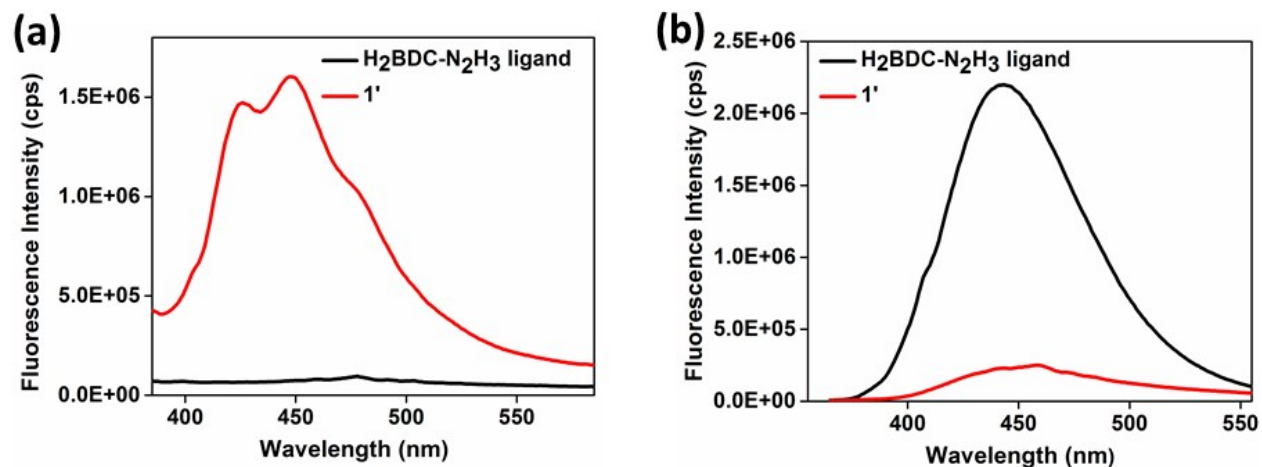 (a)
Fluorescence Intensity (cps)
1.5E+06
1.0E+06
5.0E+05
0.0E+00
H2BDC-N2H3 ligand
1'
400
450
500
550
Wavelength (nm)
(b)
Fluorescence Intensity (cps)
2.5E+06
2.0E+06
1.5E+06
1.0E+06
5.0E+05
0.0E+00
H2BDC-N2H3 ligand
1'
400
450
500
550
Wavelength (nm)